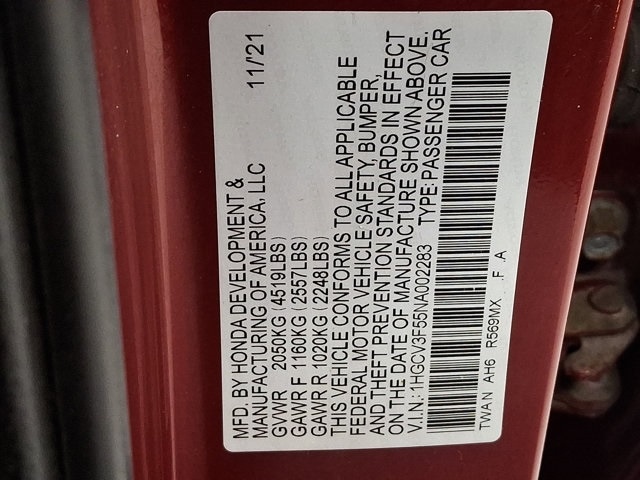 MFD. BY HONDA DEVELOPMENT &
MANUFACTURING OF AMERICA, LLC 11/'21
GVWR 2050KG (4519LBS)
GAWR F 1160KG (2557LBS)
GAWR R 1020KG (2248LBS)
THIS VEHICLE CONFORMS TO ALL APPLICABLE
FEDERAL MOTOR VEHICLE SAFETY, BUMPER,
AND THEFT PREVENTION STANDARDS IN EFFECT
ON THE DATE OF MANUFACTURE SHOWN ABOVE.
V.I.N.:1HGCV3F55NA002283 TYPE:PASSENGER CAR
TWAN AH6 R569MX .F .A